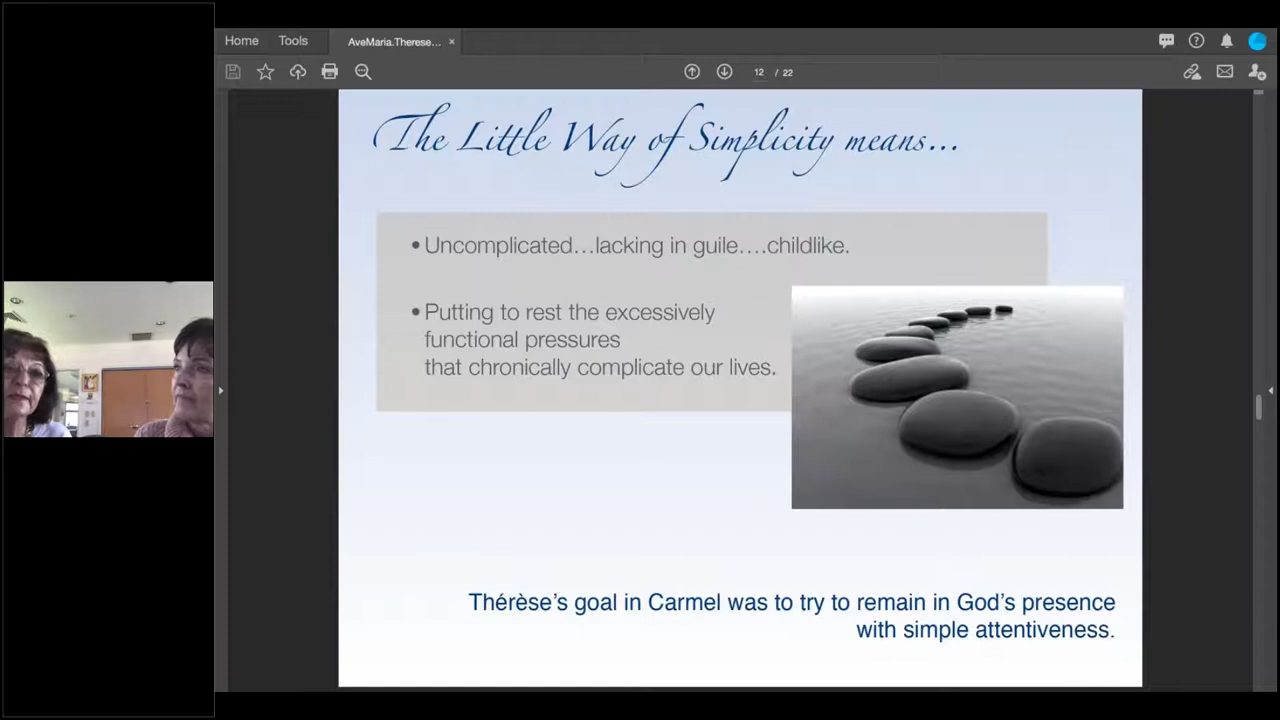 Home Tools AveMaria.Therese... ×
12 / 22
The Little Way of Simplicity means...
•Uncomplicated...lacking in guile....childlike.
•Putting to rest the excessively
functional pressures
that chronically complicate our lives.
Thérèse's goal in Carmel was to try to remain in God's presence
with simple attentiveness.